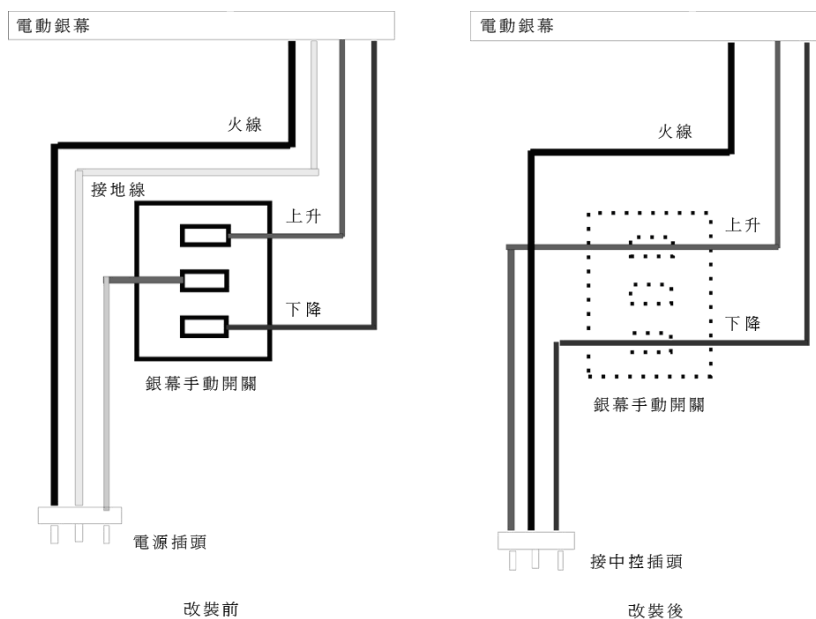 電動銀幕
火線
接地線
上升
下降
銀幕手動開關
電源插頭
改裝前
電動銀幕
火線
上升
下降
銀幕手動開關
接中控插頭
改裝後